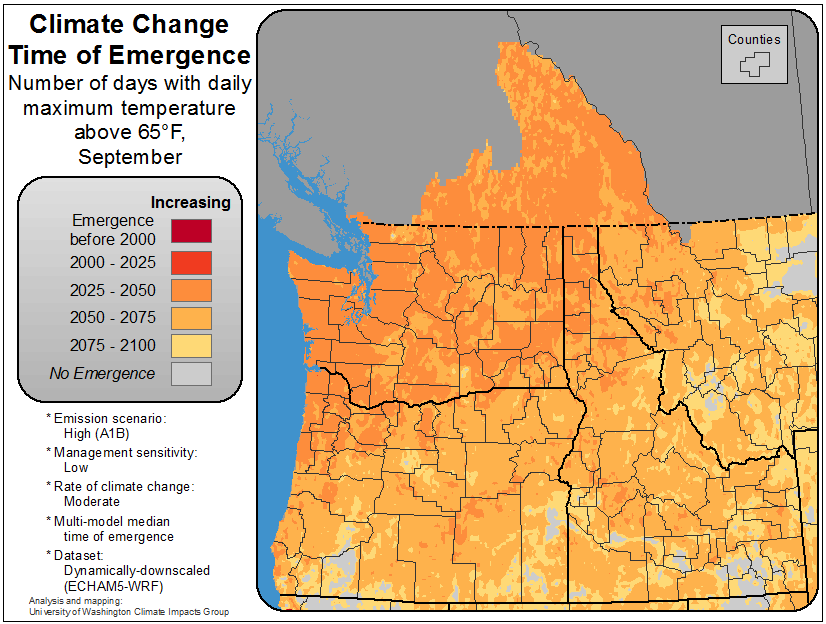 Climate Change
Time of Emergence
Number of days with daily
maximum temperature
above 65°F,
September
Increasing
Emergence
before 2000
2000 - 2025
2025 - 2050
2050 - 2075
2075 - 2100
No Emergence
* Emission scenario:
High (A1B)
* Management sensitivity:
Low
* Rate of climate change:
Moderate
* Multi-model median
time of emergence
* Dataset:
Dynamically-downscaled
(ECHAM5-WRF)
Analysis and mapping:
University of Washington Climate Impacts Group
Counties